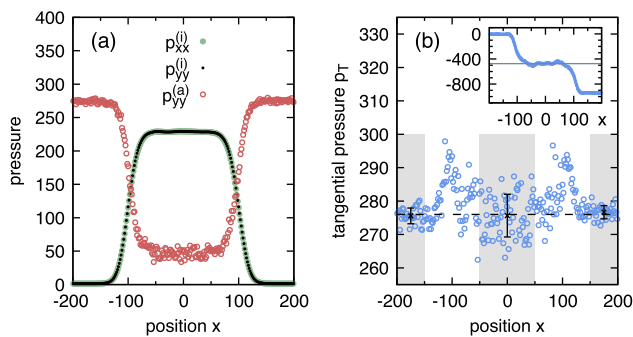 (a)
p_xx^(i)
p_yy^(i)
p_yy^(a)
pressure
400
350
300
250
200
150
100
50
0
-200 -100 0 100 200
position x
(b)
tangential pressure p_T
330
320
310
300
290
280
270
260
-200 -100 0 100 200
position x
0
-400
-800
-100 0 100 x